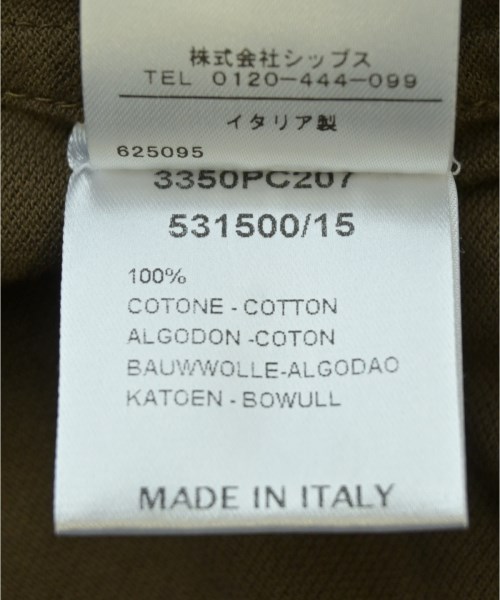 株式会社シップス
TEL 0120-444-099
イタリア製
625095
3350PC207
531500/15
100%
COTONE - COTTON
ALGODON -COTON
BAUWWOLLE-ALGODAO
KATOEN - BOWULL
MADE IN ITALY